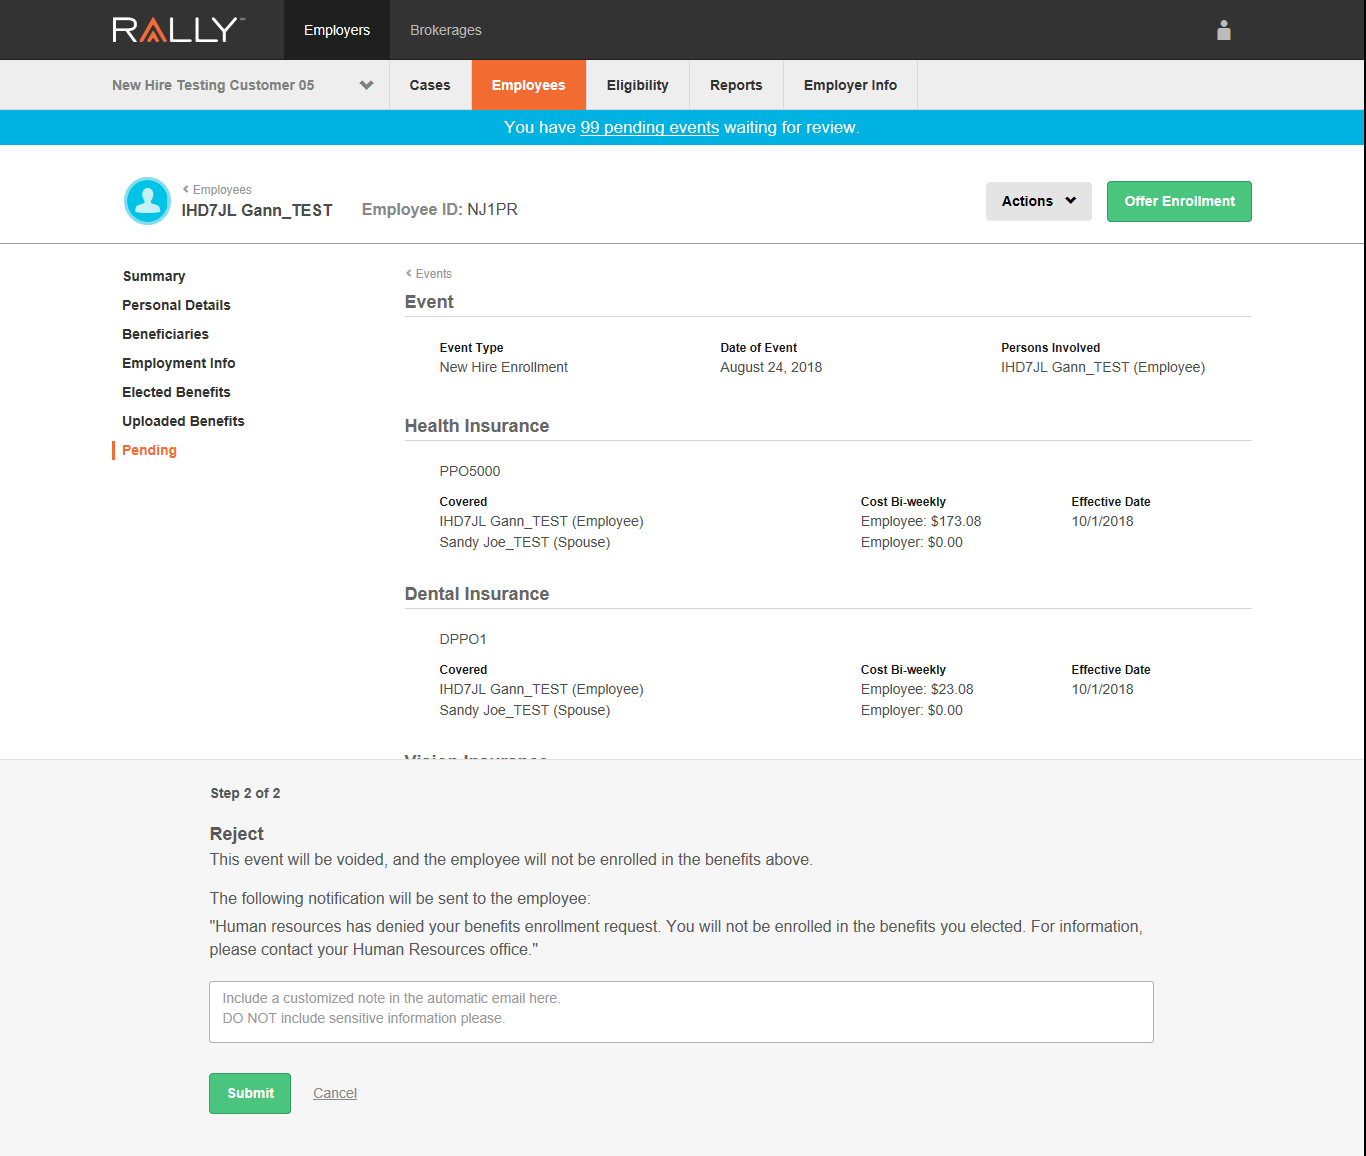 RALLY
Employers
Brokerages
New Hire Testing Customer 05
Cases
Employees
Eligibility
Reports
Employer Info
You have 99 pending events waiting for review.
Employees
IHD7JL Gann_TEST
Employee ID: NJ1PR
Actions
Offer Enrollment
Summary
Personal Details
Beneficiaries
Employment Info
Elected Benefits
Uploaded Benefits
Pending
Events
Event
Event Type
New Hire Enrollment
Date of Event
August 24, 2018
Persons Involved
IHD7JL Gann_TEST (Employee)
Health Insurance
PPO5000
Covered
IHD7JL Gann_TEST (Employee)
Sandy Joe_TEST (Spouse)
Cost Bi-weekly
Employee: $173.08
Employer: $0.00
Effective Date
10/1/2018
Dental Insurance
DPPO1
Covered
IHD7JL Gann_TEST (Employee)
Sandy Joe_TEST (Spouse)
Cost Bi-weekly
Employee: $23.08
Employer: $0.00
Effective Date
10/1/2018
Vision Insurance
Step 2 of 2
Reject
This event will be voided, and the employee will not be enrolled in the benefits above.
The following notification will be sent to the employee:
"Human resources has denied your benefits enrollment request. You will not be enrolled in the benefits you elected. For information,
please contact your Human Resources office."
Include a customized note in the automatic email here.
DO NOT include sensitive information please.
Submit
Cancel